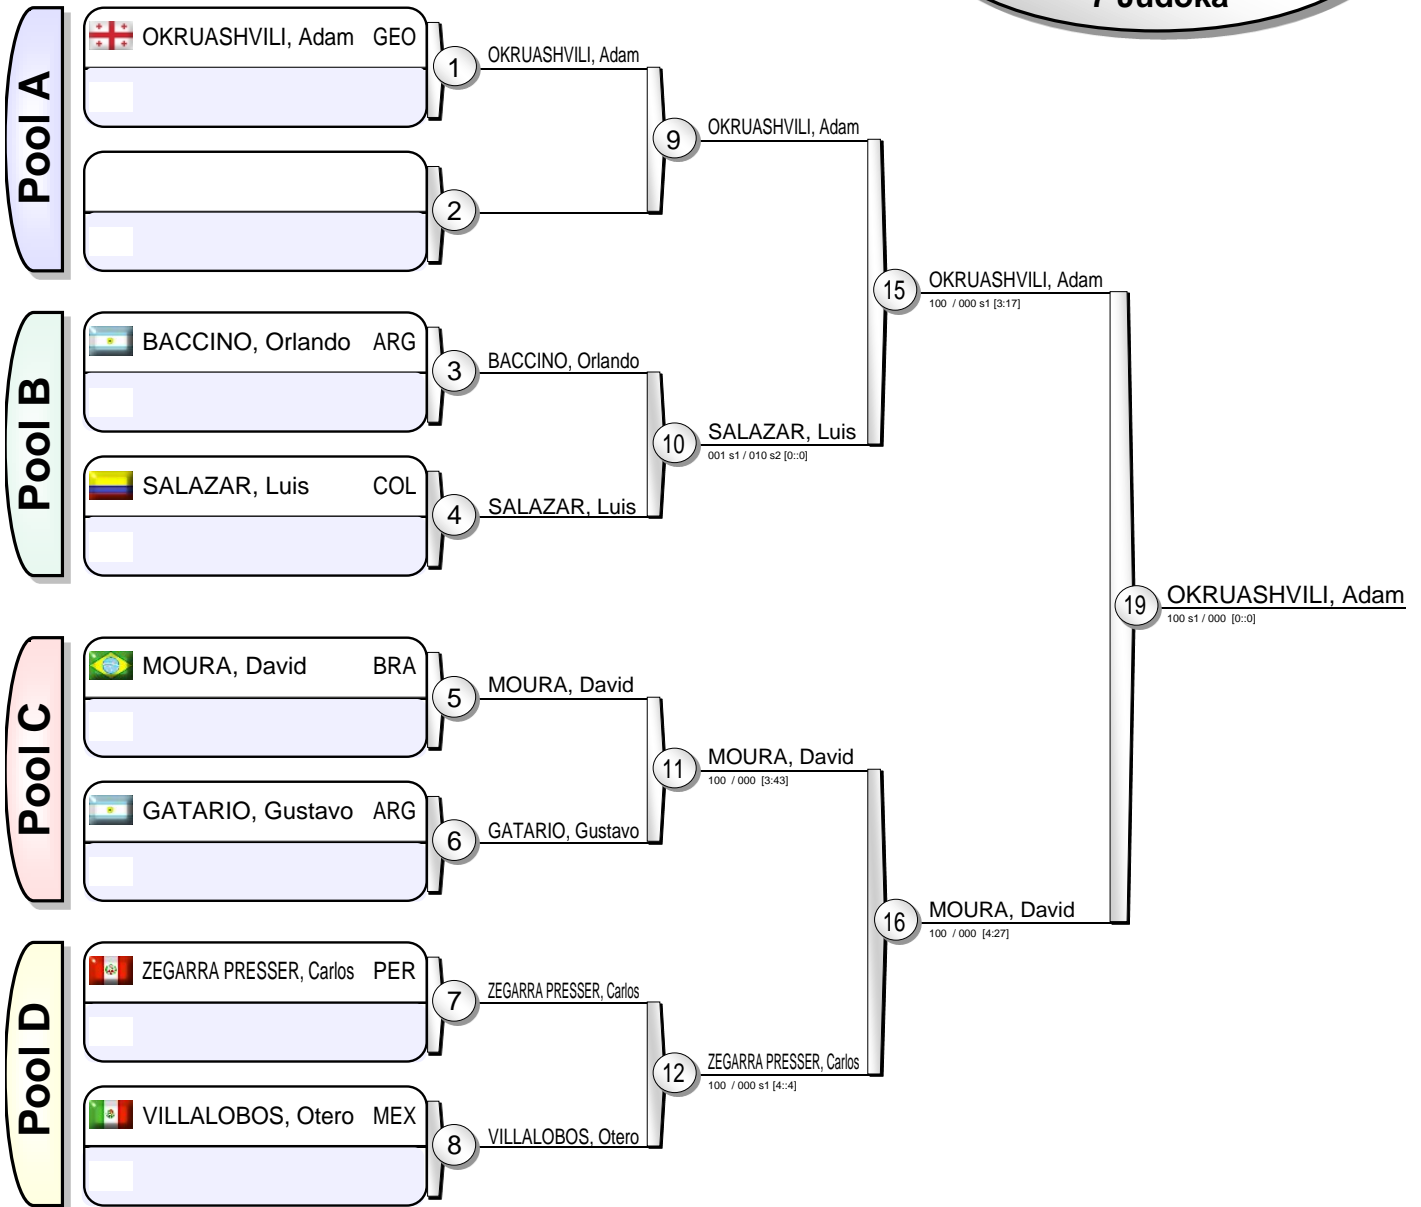 7 Judoka
Pool A
OKRUASHVILI, Adam GEO
1
OKRUASHVILI, Adam
2
9
OKRUASHVILI, Adam
Pool B
BACCINO, Orlando ARG
3
BACCINO, Orlando
SALAZAR, Luis COL
4
SALAZAR, Luis
10
SALAZAR, Luis
001 s1 / 010 s2 [0::0]
15
OKRUASHVILI, Adam
100 / 000 s1 [3:17]
Pool C
MOURA, David BRA
5
MOURA, David
GATARIO, Gustavo ARG
6
GATARIO, Gustavo
11
MOURA, David
100 / 000 [3:43]
Pool D
ZEGARRA PRESSER, Carlos PER
7
ZEGARRA PRESSER, Carlos
VILLALOBOS, Otero MEX
8
VILLALOBOS, Otero
12
ZEGARRA PRESSER, Carlos
100 / 000 s1 [4::4]
16
MOURA, David
100 / 000 [4:27]
19
OKRUASHVILI, Adam
100 s1 / 000 [0::0]